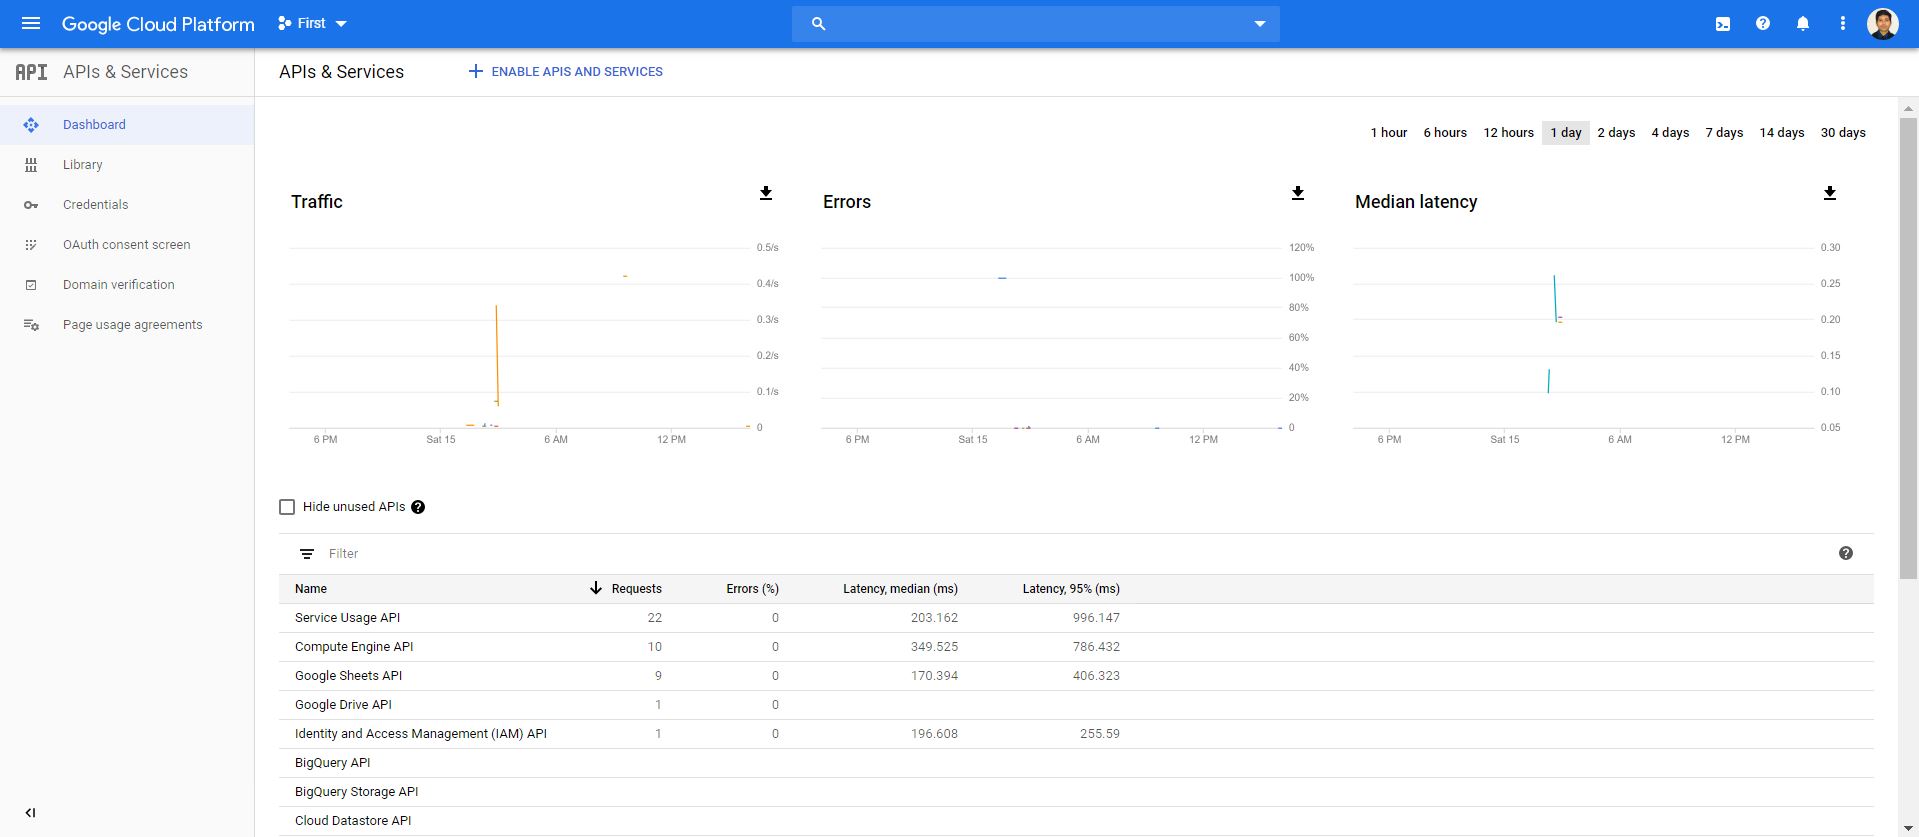 Google Cloud Platform First
API APIs & Services
APIs & Services ENABLE APIS AND SERVICES
Dashboard
Library
Credentials
OAuth consent screen
Domain verification
Page usage agreements
1 hour 6 hours 12 hours 1 day 2 days 4 days 7 days 14 days 30 days
Traffic
0.5/s
0.4/s
0.3/s
0.2/s
0.1/s
0
6 PM Sat 15 6 AM 12 PM
Errors
120%
100%
80%
60%
40%
20%
0
6 PM Sat 15 6 AM 12 PM
Median latency
0.30
0.25
0.20
0.15
0.10
0.05
6 PM Sat 15 6 AM 12 PM
Hide unused APIs
Filter
Name Requests Errors (%) Latency, median (ms) Latency, 95% (ms)
Service Usage API 22 0 203.162 996.147
Compute Engine API 10 0 349.525 786.432
Google Sheets API 9 0 170.394 406.323
Google Drive API 1 0
Identity and Access Management (IAM) API 1 0 196.608 255.59
BigQuery API
BigQuery Storage API
Cloud Datastore API